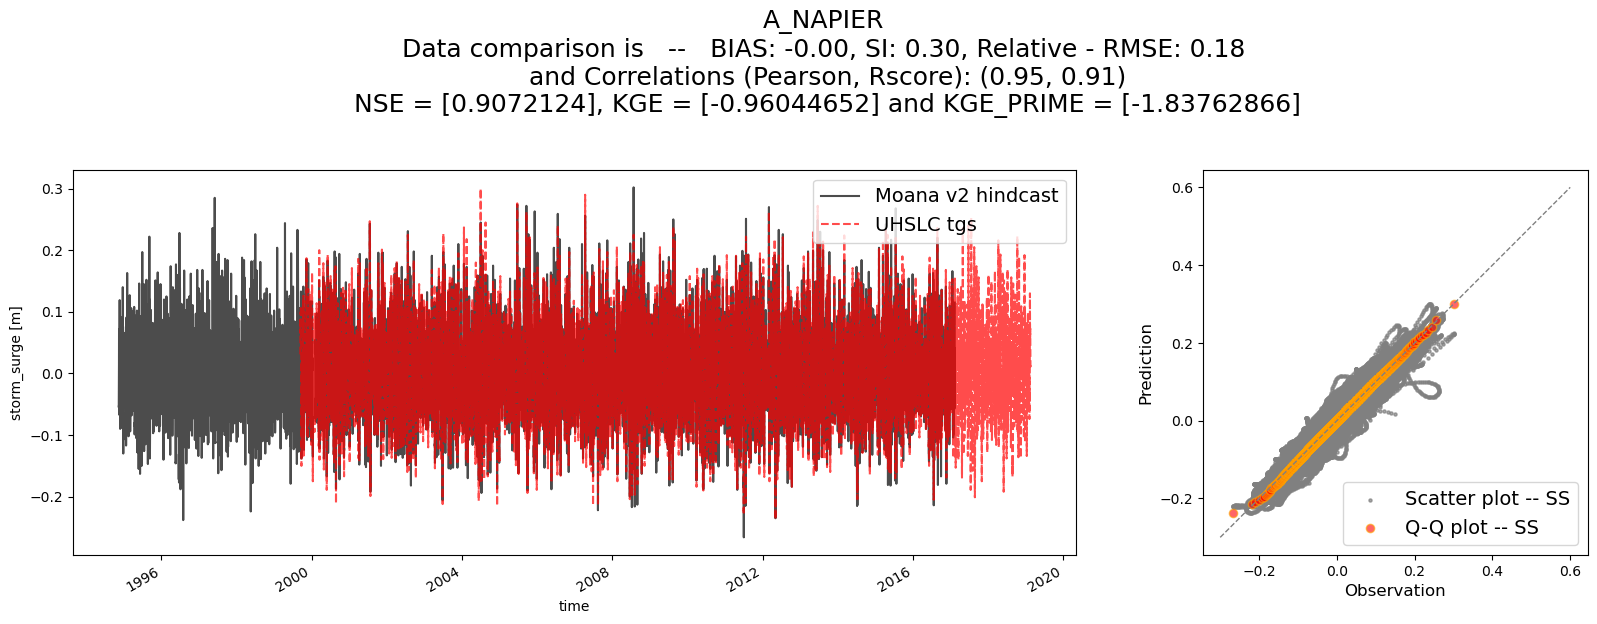 A_NAPIER
Data comparison is   --   BIAS: -0.00, SI: 0.30, Relative - RMSE: 0.18
and Correlations (Pearson, Rscore): (0.95, 0.91)
NSE = [0.9072124], KGE = [-0.96044652] and KGE_PRIME = [-1.83762866]
storm_surge [m]
0.3
0.2
0.1
0.0
−0.1
−0.2
Moana v2 hindcast
UHSLC tgs
1996
2000
2004
2008
2012
2016
2020
time
Prediction
0.6
0.4
0.2
0.0
−0.2
Scatter plot -- SS
Q-Q plot -- SS
−0.2
0.0
0.2
0.4
0.6
Observation